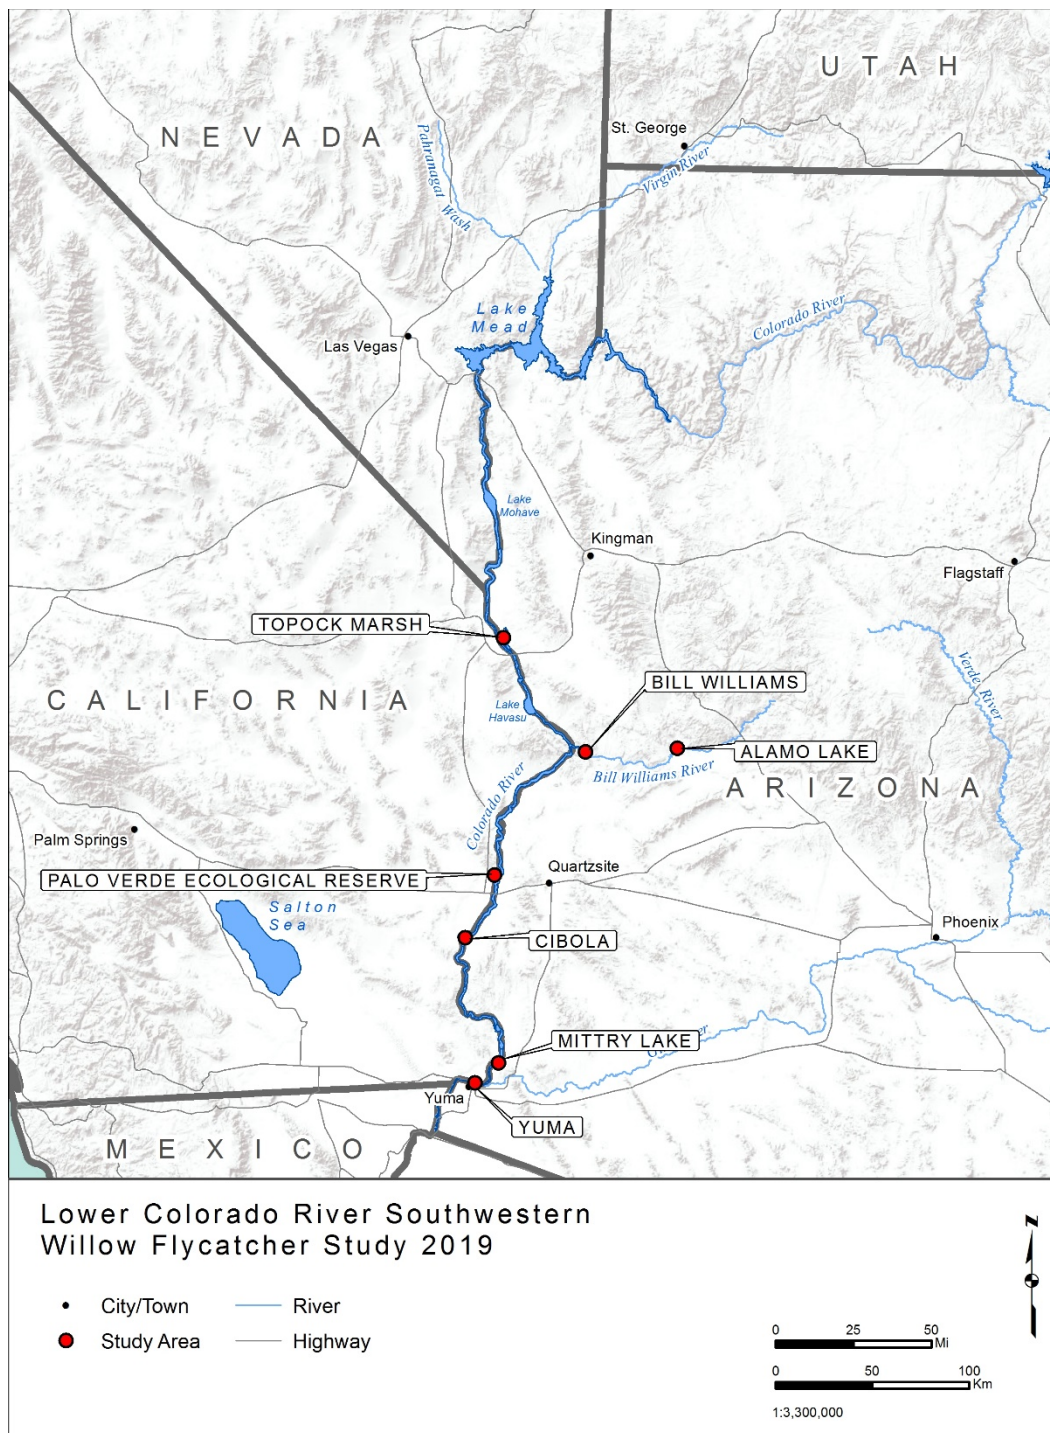 UTAH
NEVADA
St. George
Pahranagat Wash
Virgin River
Lake
Mead
Colorado River
Las Vegas
Lake
Mohave
Kingman
Flagstaff
TOPOCK MARSH
Verde River
BILL WILLIAMS
CALIFORNIA
Lake
Havasu
ALAMO LAKE
Bill Williams River
ARIZONA
Colorado River
Palm Springs
Quartzsite
PALO VERDE ECOLOGICAL RESERVE
Salton
Sea
Phoenix
CIBOLA
MITTRY LAKE
Yuma
YUMA
MEXICO
Lower Colorado River Southwestern
Willow Flycatcher Study 2019
N
City/Town
River
Study Area
Highway
0 25 50
Mi
0 50 100
Km
1:3,300,000